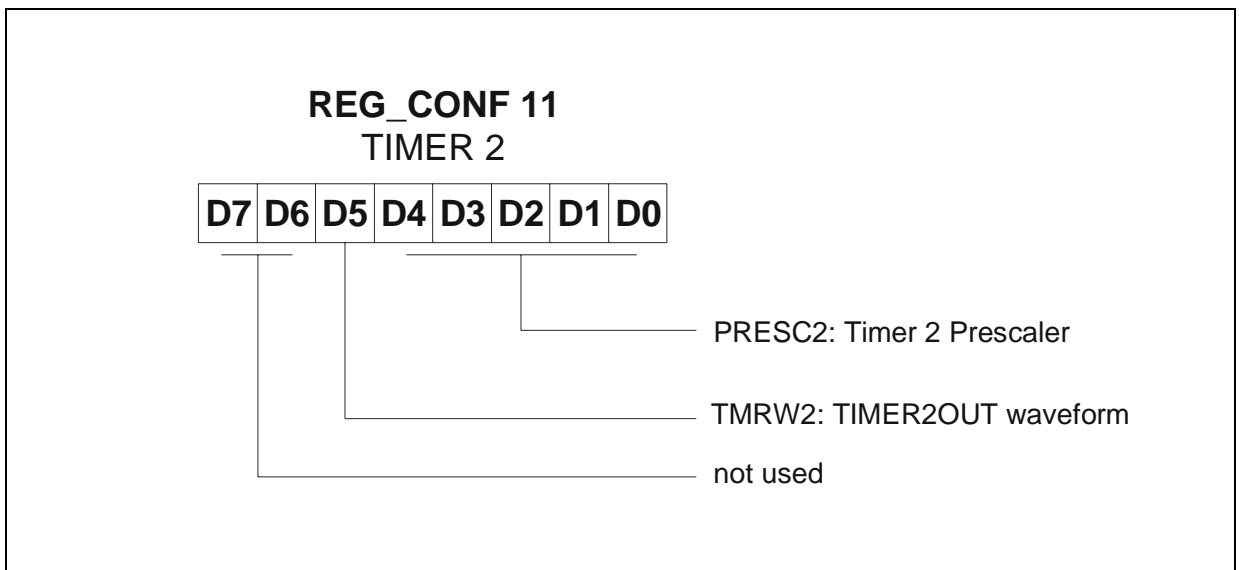 REG_CONF 11
TIMER 2
D7 D6 D5 D4 D3 D2 D1 D0
PRESC2: Timer 2 Prescaler
TMRW2: TIMER2OUT waveform
not used